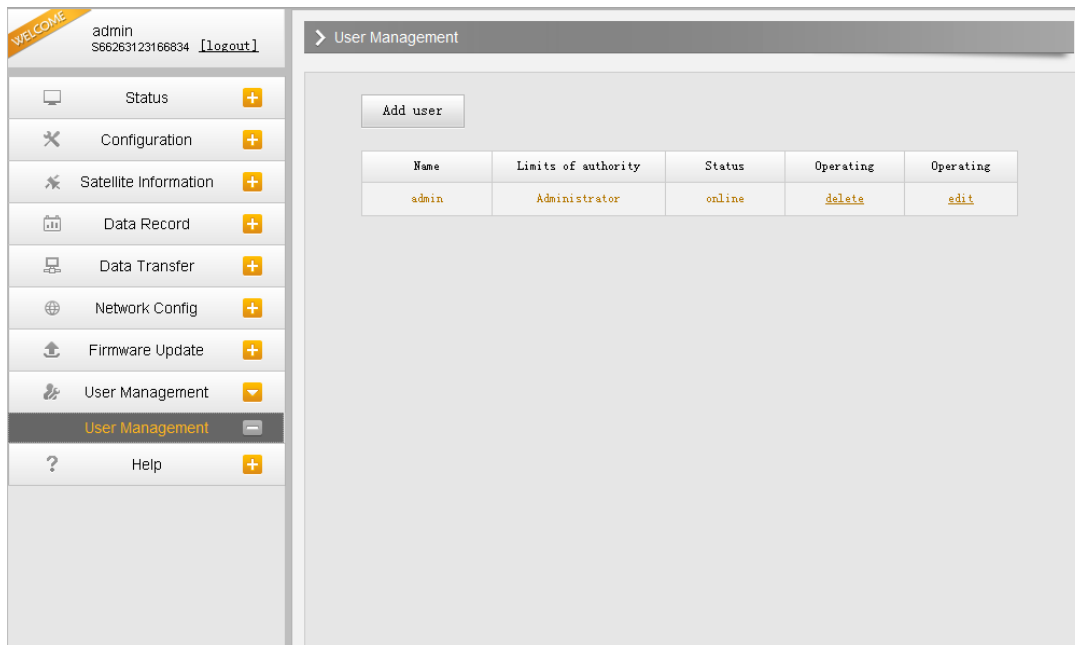 WELCOME
admin
S66263123166834 [logout]
Status
Configuration
Satellite Information
Data Record
Data Transfer
Network Config
Firmware Update
User Management
User Management
? Help
User Management
Add user
Name Limits of authority Status Operating Operating
admin Administrator online delete edit